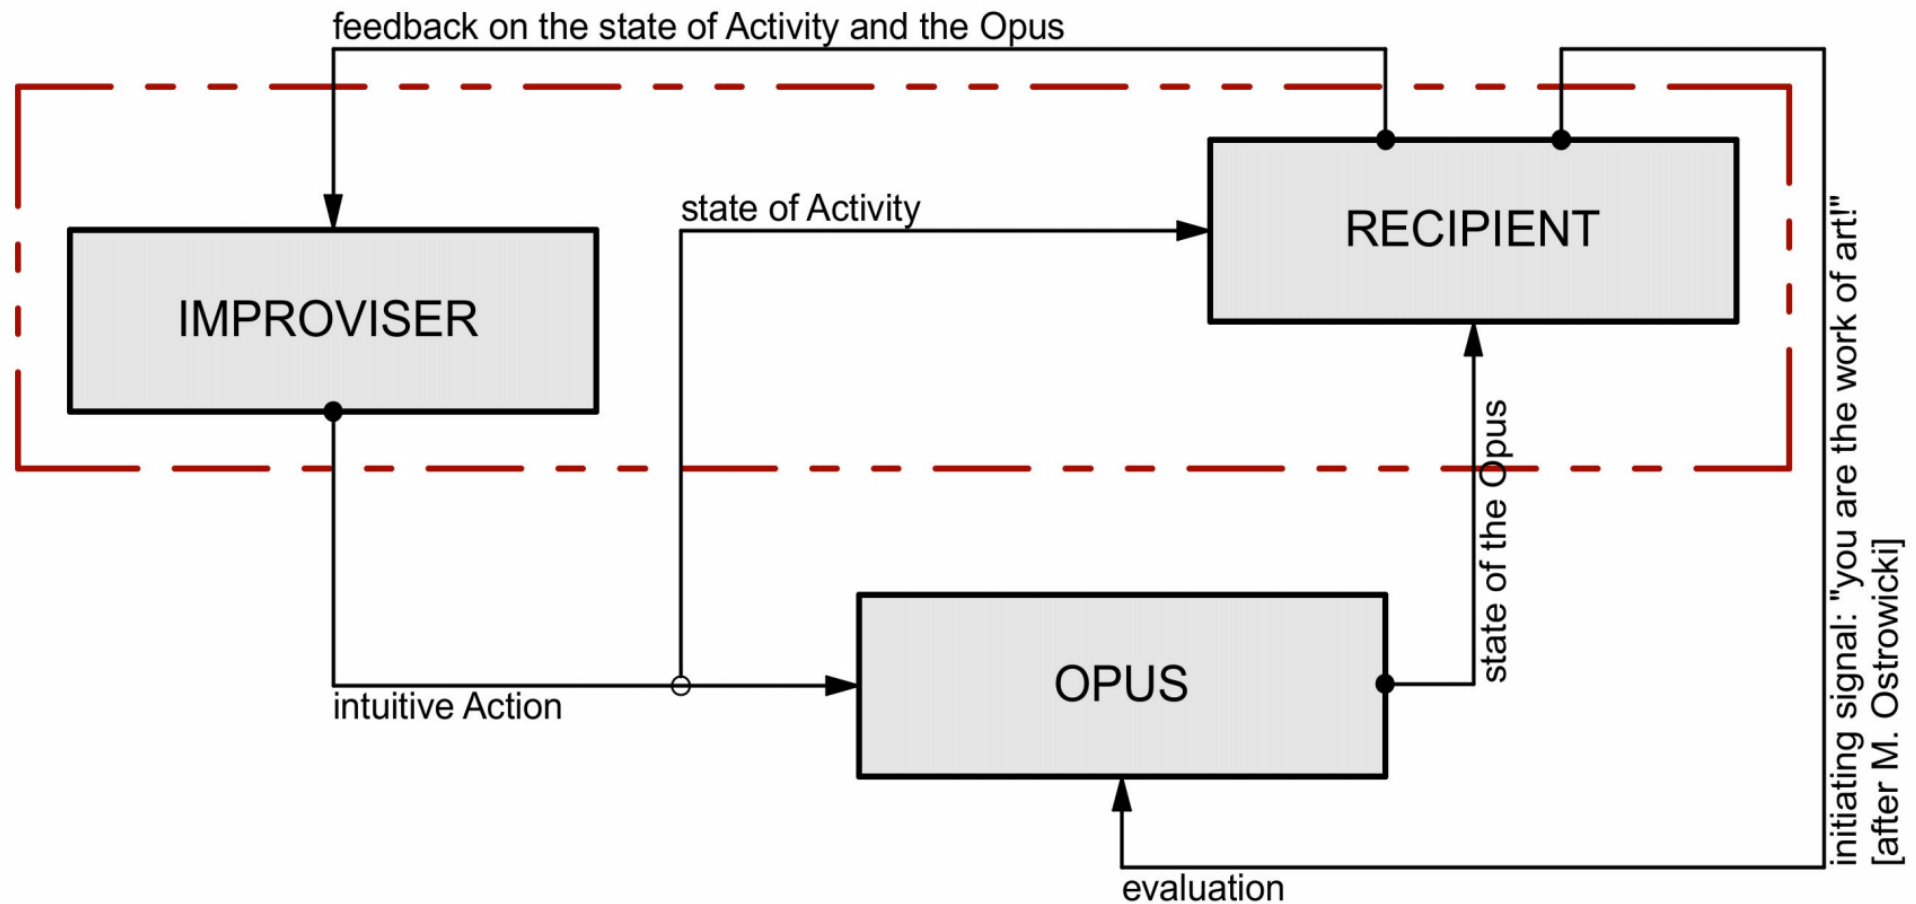 feedback on the state of Activity and the Opus
state of Activity
RECIPIENT
IMPROVISER
intuitive Action
OPUS
state of the Opus
evaluation
initiating signal: "you are the work of art!"
[after M. Ostrowicki]